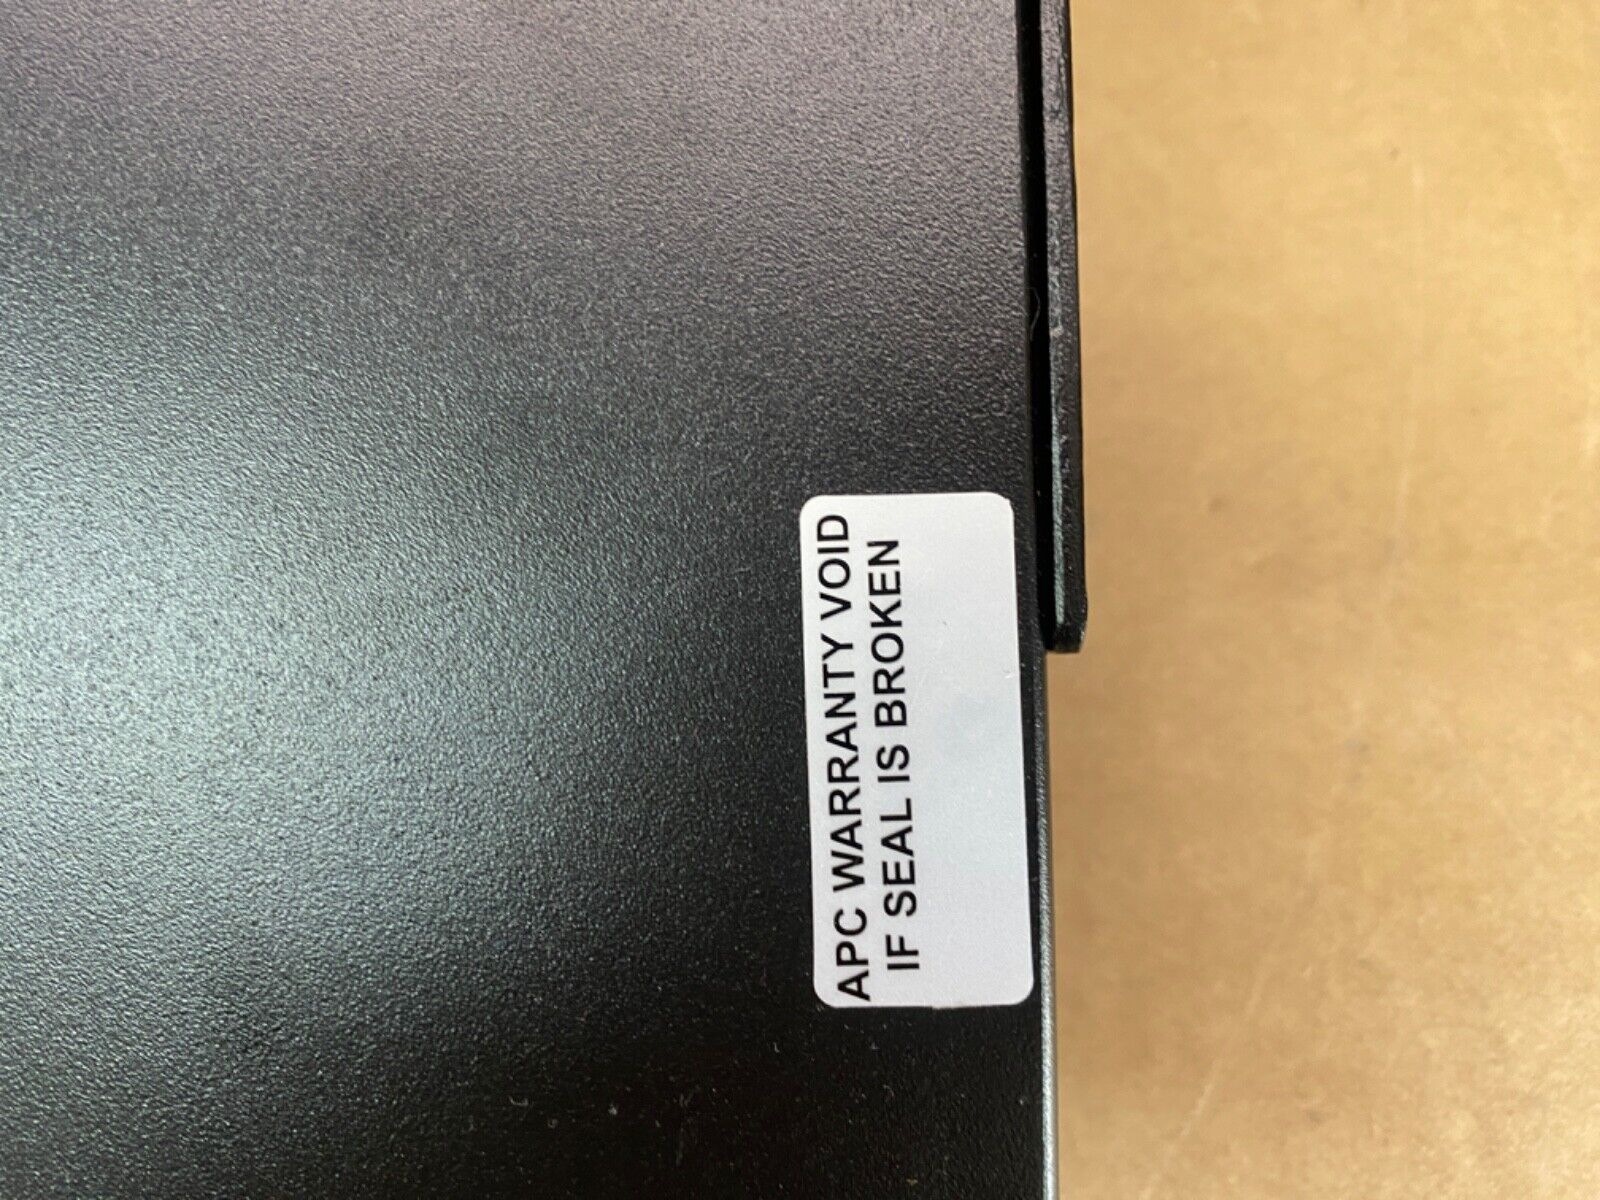 APC WARRANTY VOID
IF SEAL IS BROKEN